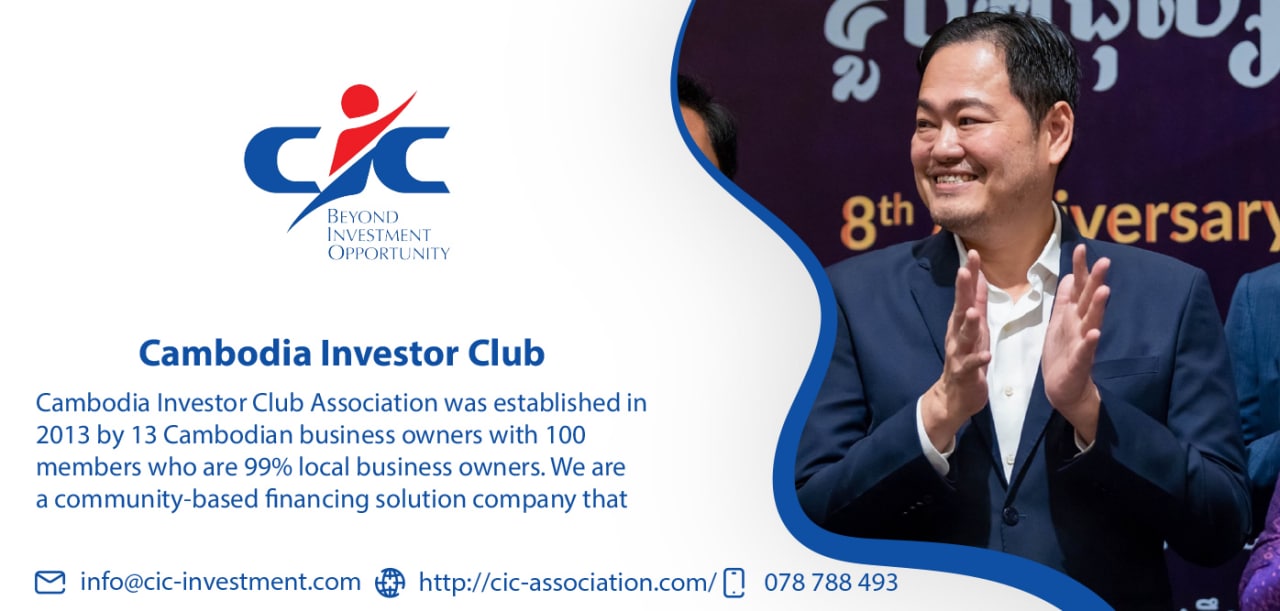 CIC
BEYOND
INVESTMENT
OPPORTUNITY
Cambodia Investor Club
Cambodia Investor Club Association was established in
2013 by 13 Cambodian business owners with 100
members who are 99% local business owners. We are
a community-based financing solution company that
info@cic-investment.com http://cic-association.com/ 078 788 493
8th
iversary